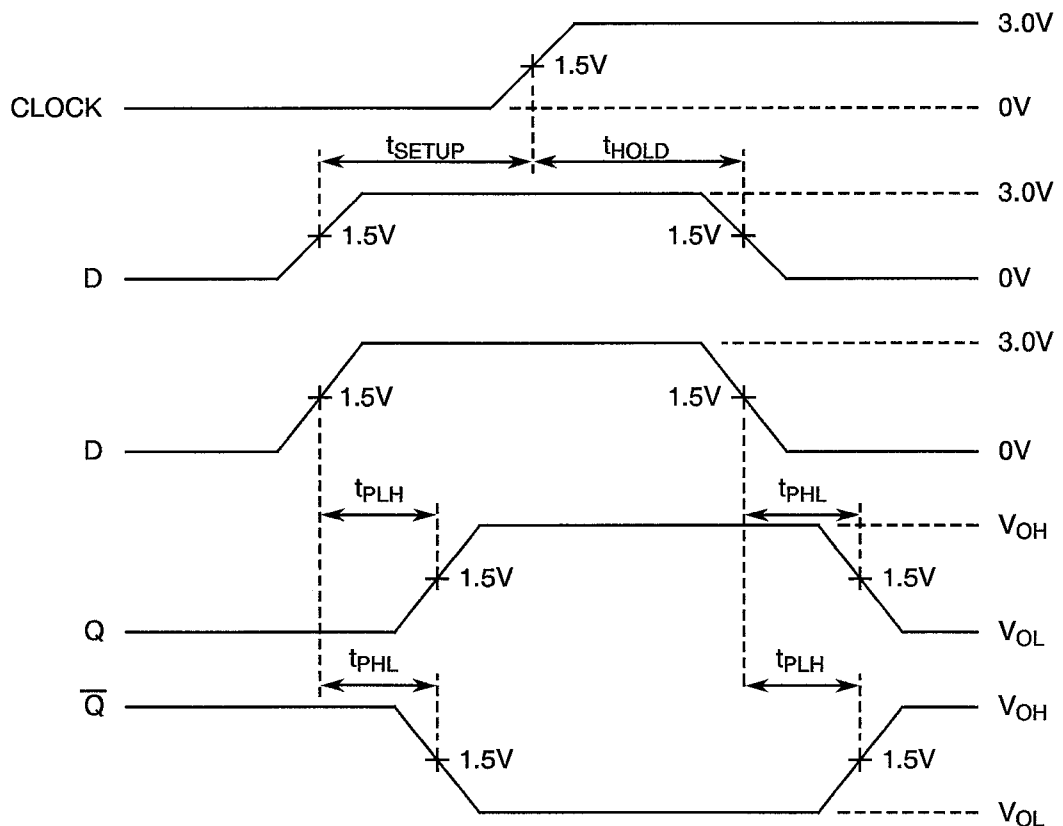 3.0V
1.5V
CLOCK 0V
tSETUP tHOLD
3.0V
1.5V 1.5V
D 0V
3.0V
1.5V 1.5V
D 0V
tPLH tPHL
VOH
1.5V 1.5V
Q VOL
tPHL tPLH
Q̅ VOH
1.5V 1.5V
VOL